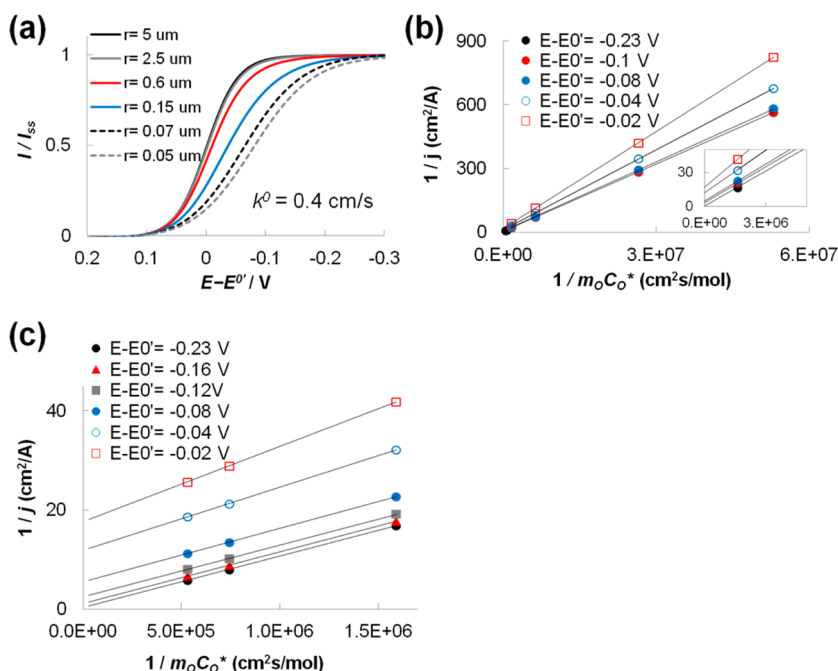 (a)
r= 5 um
r= 2.5 um
r= 0.6 um
r= 0.15 um
r= 0.07 um
r= 0.05 um
k⁰ = 0.4 cm/s
I / Iss
1
0.5
0
0.2
0.1
0
-0.1
-0.2
-0.3
E−E⁰' / V
(b)
E-E0'= -0.23 V
E-E0'= -0.1 V
E-E0'= -0.08 V
E-E0'= -0.04 V
E-E0'= -0.02 V
1 / j (cm²/A)
900
600
300
0
0.E+00
3.E+07
6.E+07
30
0
0.E+00
3.E+06
1 / mOCO* (cm²s/mol)
(c)
E-E0'= -0.23 V
E-E0'= -0.16 V
E-E0'= -0.12V
E-E0'= -0.08 V
E-E0'= -0.04 V
E-E0'= -0.02 V
1 / j (cm²/A)
40
20
0
0.0E+00
5.0E+05
1.0E+06
1.5E+06
1 / mOCO* (cm²s/mol)